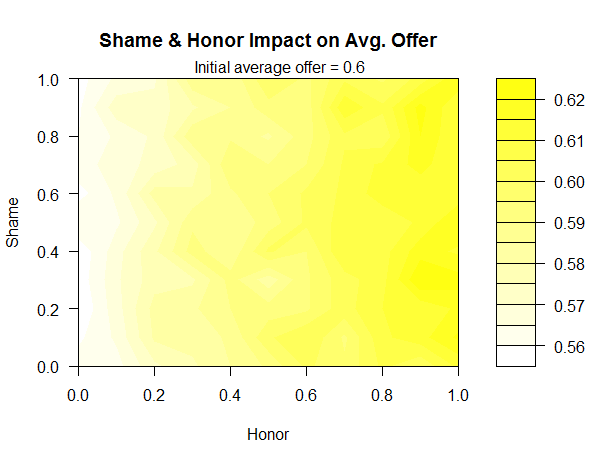 Shame & Honor Impact on Avg. Offer
Initial average offer = 0.6
Shame
1.0
0.8
0.6
0.4
0.2
0.0
0.0 0.2 0.4 0.6 0.8 1.0
Honor
0.62
0.61
0.60
0.59
0.58
0.57
0.56